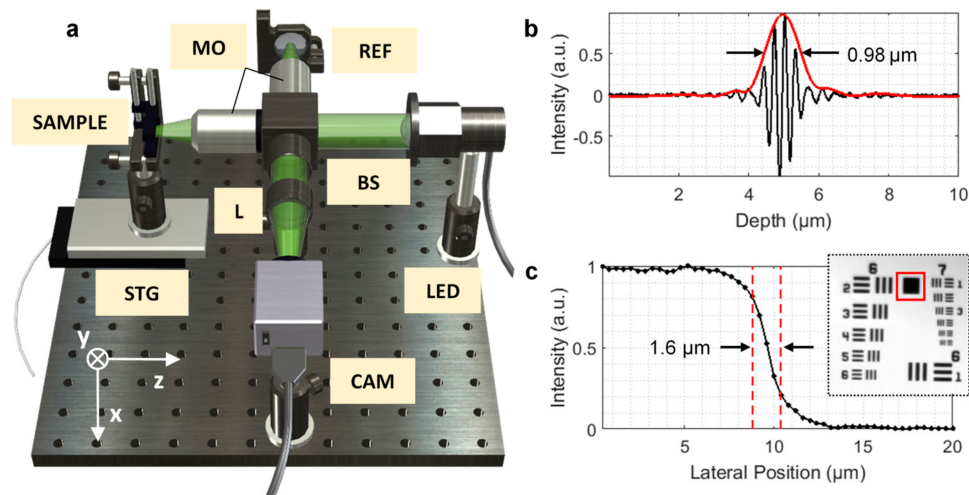 a
MO
REF
SAMPLE
BS
L
STG
LED
CAM
y
z
x
b
Intensity (a.u.)
0.5
0
-0.5
0.98 µm
2 4 6 8 10
Depth (µm)
c
Intensity (a.u.)
1
0.5
0
1.6 µm
5 10 15 20
Lateral Position (µm)
6 7
2 1
3 3
4
5 6
6 1